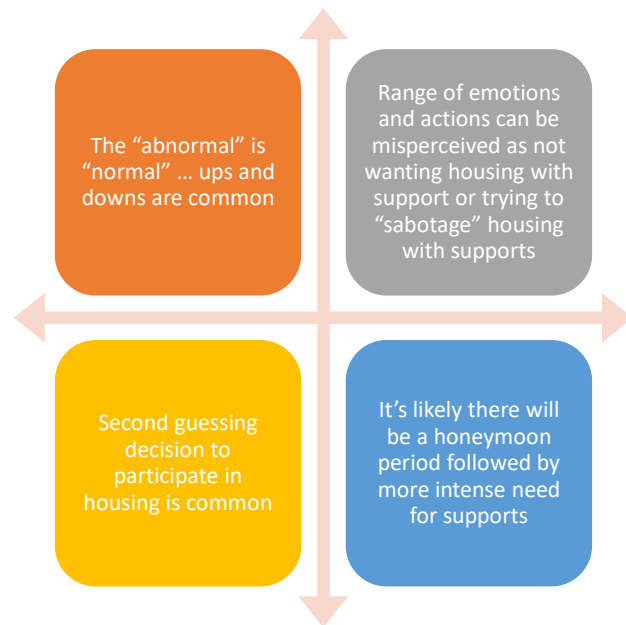 The “abnormal” is
“normal” … ups and
downs are common
Range of emotions
and actions can be
misperceived as not
wanting housing with
support or trying to
“sabotage” housing
with supports
Second guessing
decision to
participate in
housing is common
It’s likely there will
be a honeymoon
period followed by
more intense need
for supports